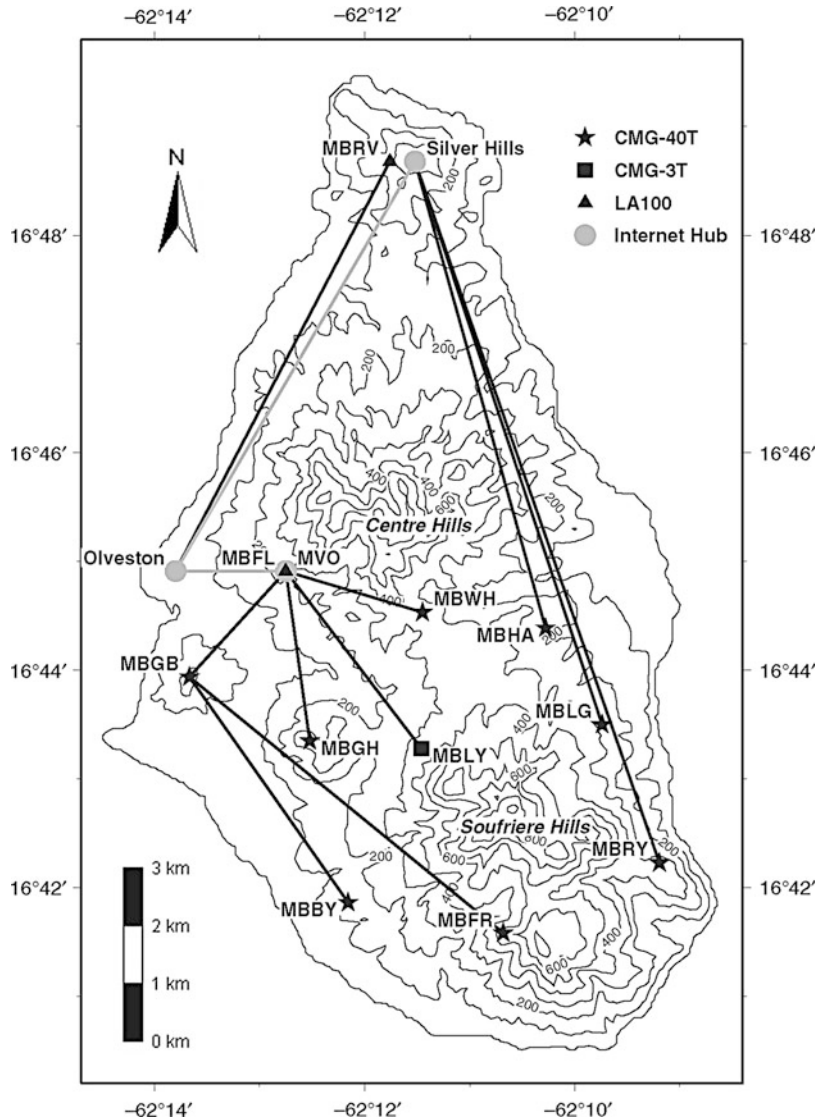 −62°14′ −62°12′ −62°10′
N
MBRV Silver Hills
CMG-40T
CMG-3T
LA100
Internet Hub
200
16°48′ 16°48′
200
200
16°46′ 16°46′
400
400
600
200
Centre Hills
Olveston MBFL MVO
400
MBWH
MBHA
200
16°44′ 16°44′
MBGB
200
MBGH
MBLY
400
MBLG
600
Soufriere Hills
600
MBRY
200
200
16°42′ 16°42′
3 km
2 km
1 km
0 km
MBBY
400
MBFR
400
600
200
200
−62°14′ −62°12′ −62°10′